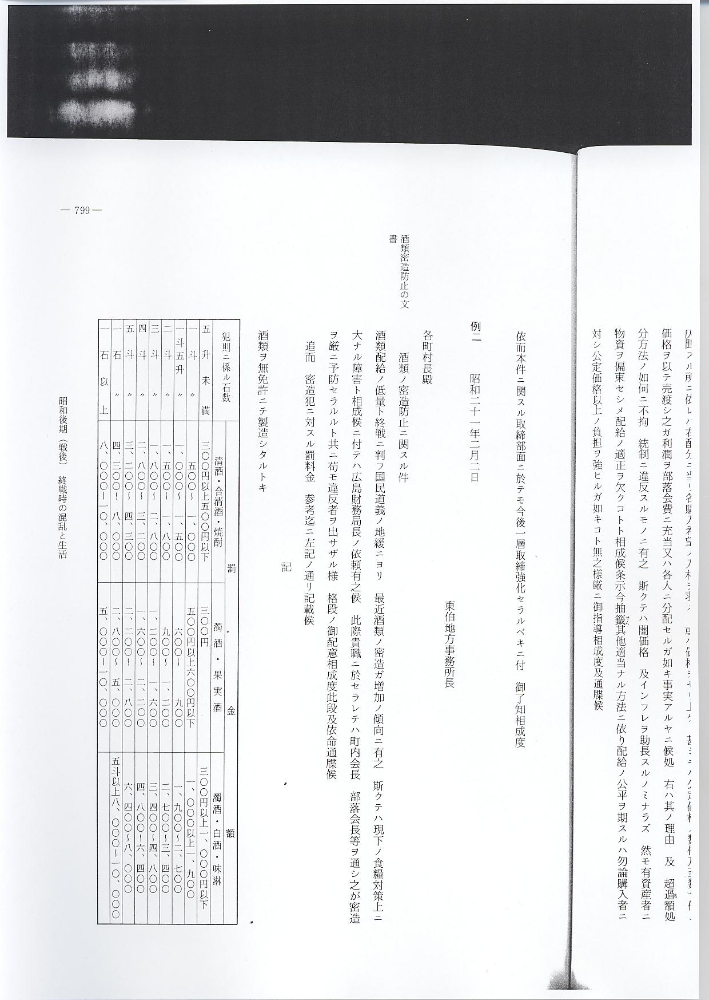 価格ヲ以テ売渡シ之ガ利潤ヲ部落会費ニ充当又ハ各人ニ分配セルガ如キ事実アルヤニ候処　右ハ其ノ理由　及　超過額処
分方法ノ如何ニ不拘　統制ニ違反スルモノニ有之　斯クテハ闇価格　及インフレヲ助長スルノミナラズ　然モ有資産者ニ
物資ヲ偏束セシメ配給ノ適正ヲ欠クコトト相成候条示今抽籤其他適当ナル方法ニ依り配給ノ公平ヲ期スルハ勿論購入者ニ
せん
対シ公定価格以上ノ負担ヲ強ヒルガ如キコト無之様厳ニ御指導相成度及通牒候
依而本件ニ関スル取締部面ニ於テモ今後一層取締強化セラルベキニ付　御了知相成度
例二　　昭和二十一年二月二日
東伯地方事務所長
各町村長殿
酒類密造防止の文
書
酒類ノ密造防止ニ関スル件
酒類配給ノ低量ト終戦ニ判フ国民道義ノ地緩ニヨリ　最近酒類ノ密造ガ増加ノ傾向ニ有之　斯クテハ現下ノ食糧対策上ニ
大ナル障害ト相成候ニ付テハ広島財務局長ノ依頼有之候　此際貴職ニ於セラレテハ町内会長　部落会長等ヲ通シ之が密造
ヲ厳ニ予防セラルルト共ニ苟モ違反者ヲ出サザル様　格段ノ御配意相成度此段及依命通牒候
追而　密造犯ニ対スル罰料金　参考迄ニ左記ノ通リ記載候
記
酒類ヲ無免許ニテ製造シタルトキ
犯則ニ係ル石数　罰　金　額
清酒・合清酒・焼酎　濁酒・果実酒　濁酒・白酒・味淋
五升未満　三〇〇円以上五〇〇円以下　三〇〇円　三〇〇円以上一、〇〇〇円以下
一斗〃　五〇〇～一、〇〇〇　五〇〇円以上六〇〇円以下　一、〇〇〇以上一、九〇〇
一斗五升〃　一、〇〇〇～一、五〇〇　六〇〇～九〇〇　一、九〇〇～二、七〇〇
二斗〃　一、五〇〇～一、八〇〇　九〇〇～一、二〇〇　二、七〇〇～三、四〇〇
三斗〃　一、八〇〇～二、八〇〇　一、二〇〇～一、六〇〇　三、四〇〇～四、八〇〇
四斗〃　二、八〇〇～三、二〇〇　一、六〇〇～二、二〇〇　四、八〇〇～六、四〇〇
五斗〃　三、二〇〇～四、三〇〇　二、二〇〇～二、八〇〇　六、四〇〇～八、〇〇〇
一石〃　四、三〇〇～八、〇〇〇　二、八〇〇～五、〇〇〇　五斗以上八、〇〇〇～一〇、〇〇〇
一石以上　八、〇〇〇～一〇、〇〇〇　五、〇〇〇～一〇、〇〇〇
昭和後期（戦後）　終戦時の混乱と生活
— 799 —